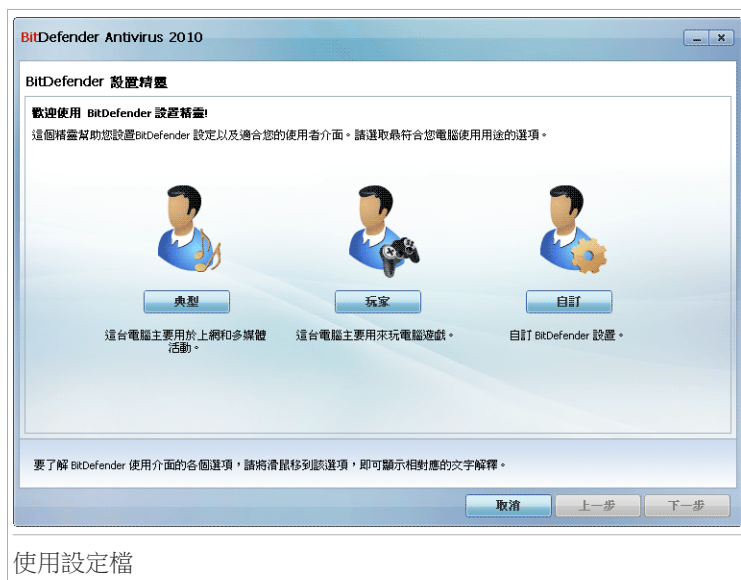 BitDefender Antivirus 2010
BitDefender 設置精靈
歡迎使用 BitDefender 設置精靈!
這個精靈幫助您設置BitDefender 設定以及適合您的使用者介面。請選取最符合您電腦使用用途的選項。
典型
玩家
自訂
這台電腦主要用於上網和多媒體
活動。
這台電腦主要用來玩電腦遊戲。
自訂 BitDefender 設置。
要了解 BitDefender 使用介面的各個選項，請將滑鼠移到該選項，即可顯示相對應的文字解釋。
取消
上一步
下一步
使用設定檔